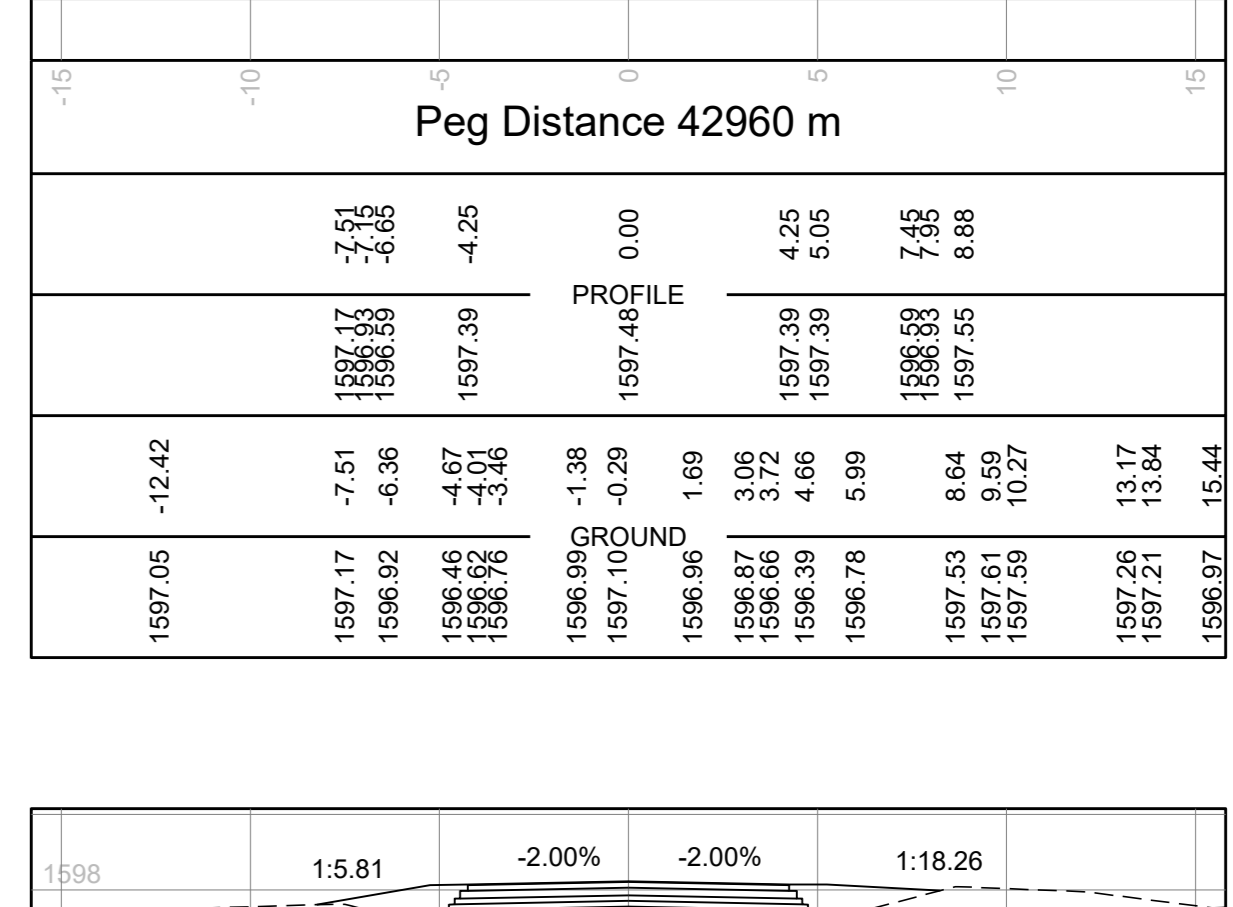 -15 -10 -5 0 5 10 15
Peg Distance 42960 m
-7.51 -7.15 -6.65 -4.25 0.00 4.25 5.05 7.45 7.95 8.88
PROFILE
1597.17 1596.93 1596.59 1597.39 1597.48 1597.39 1597.39 1596.59 1596.93 1597.55
-12.42 -7.51 -6.36 -4.67 -4.01 -3.46 -1.38 -0.29 1.69 3.06 3.72 4.66 5.99 8.64 9.59 10.27 13.17 13.84 15.44
GROUND
1597.05 1597.17 1596.92 1596.46 1596.62 1596.76 1596.99 1597.10 1596.96 1596.87 1596.66 1596.39 1596.78 1597.53 1597.61 1597.59 1597.26 1597.21 1596.97
1598 1:5.81 -2.00% -2.00% 1:18.26